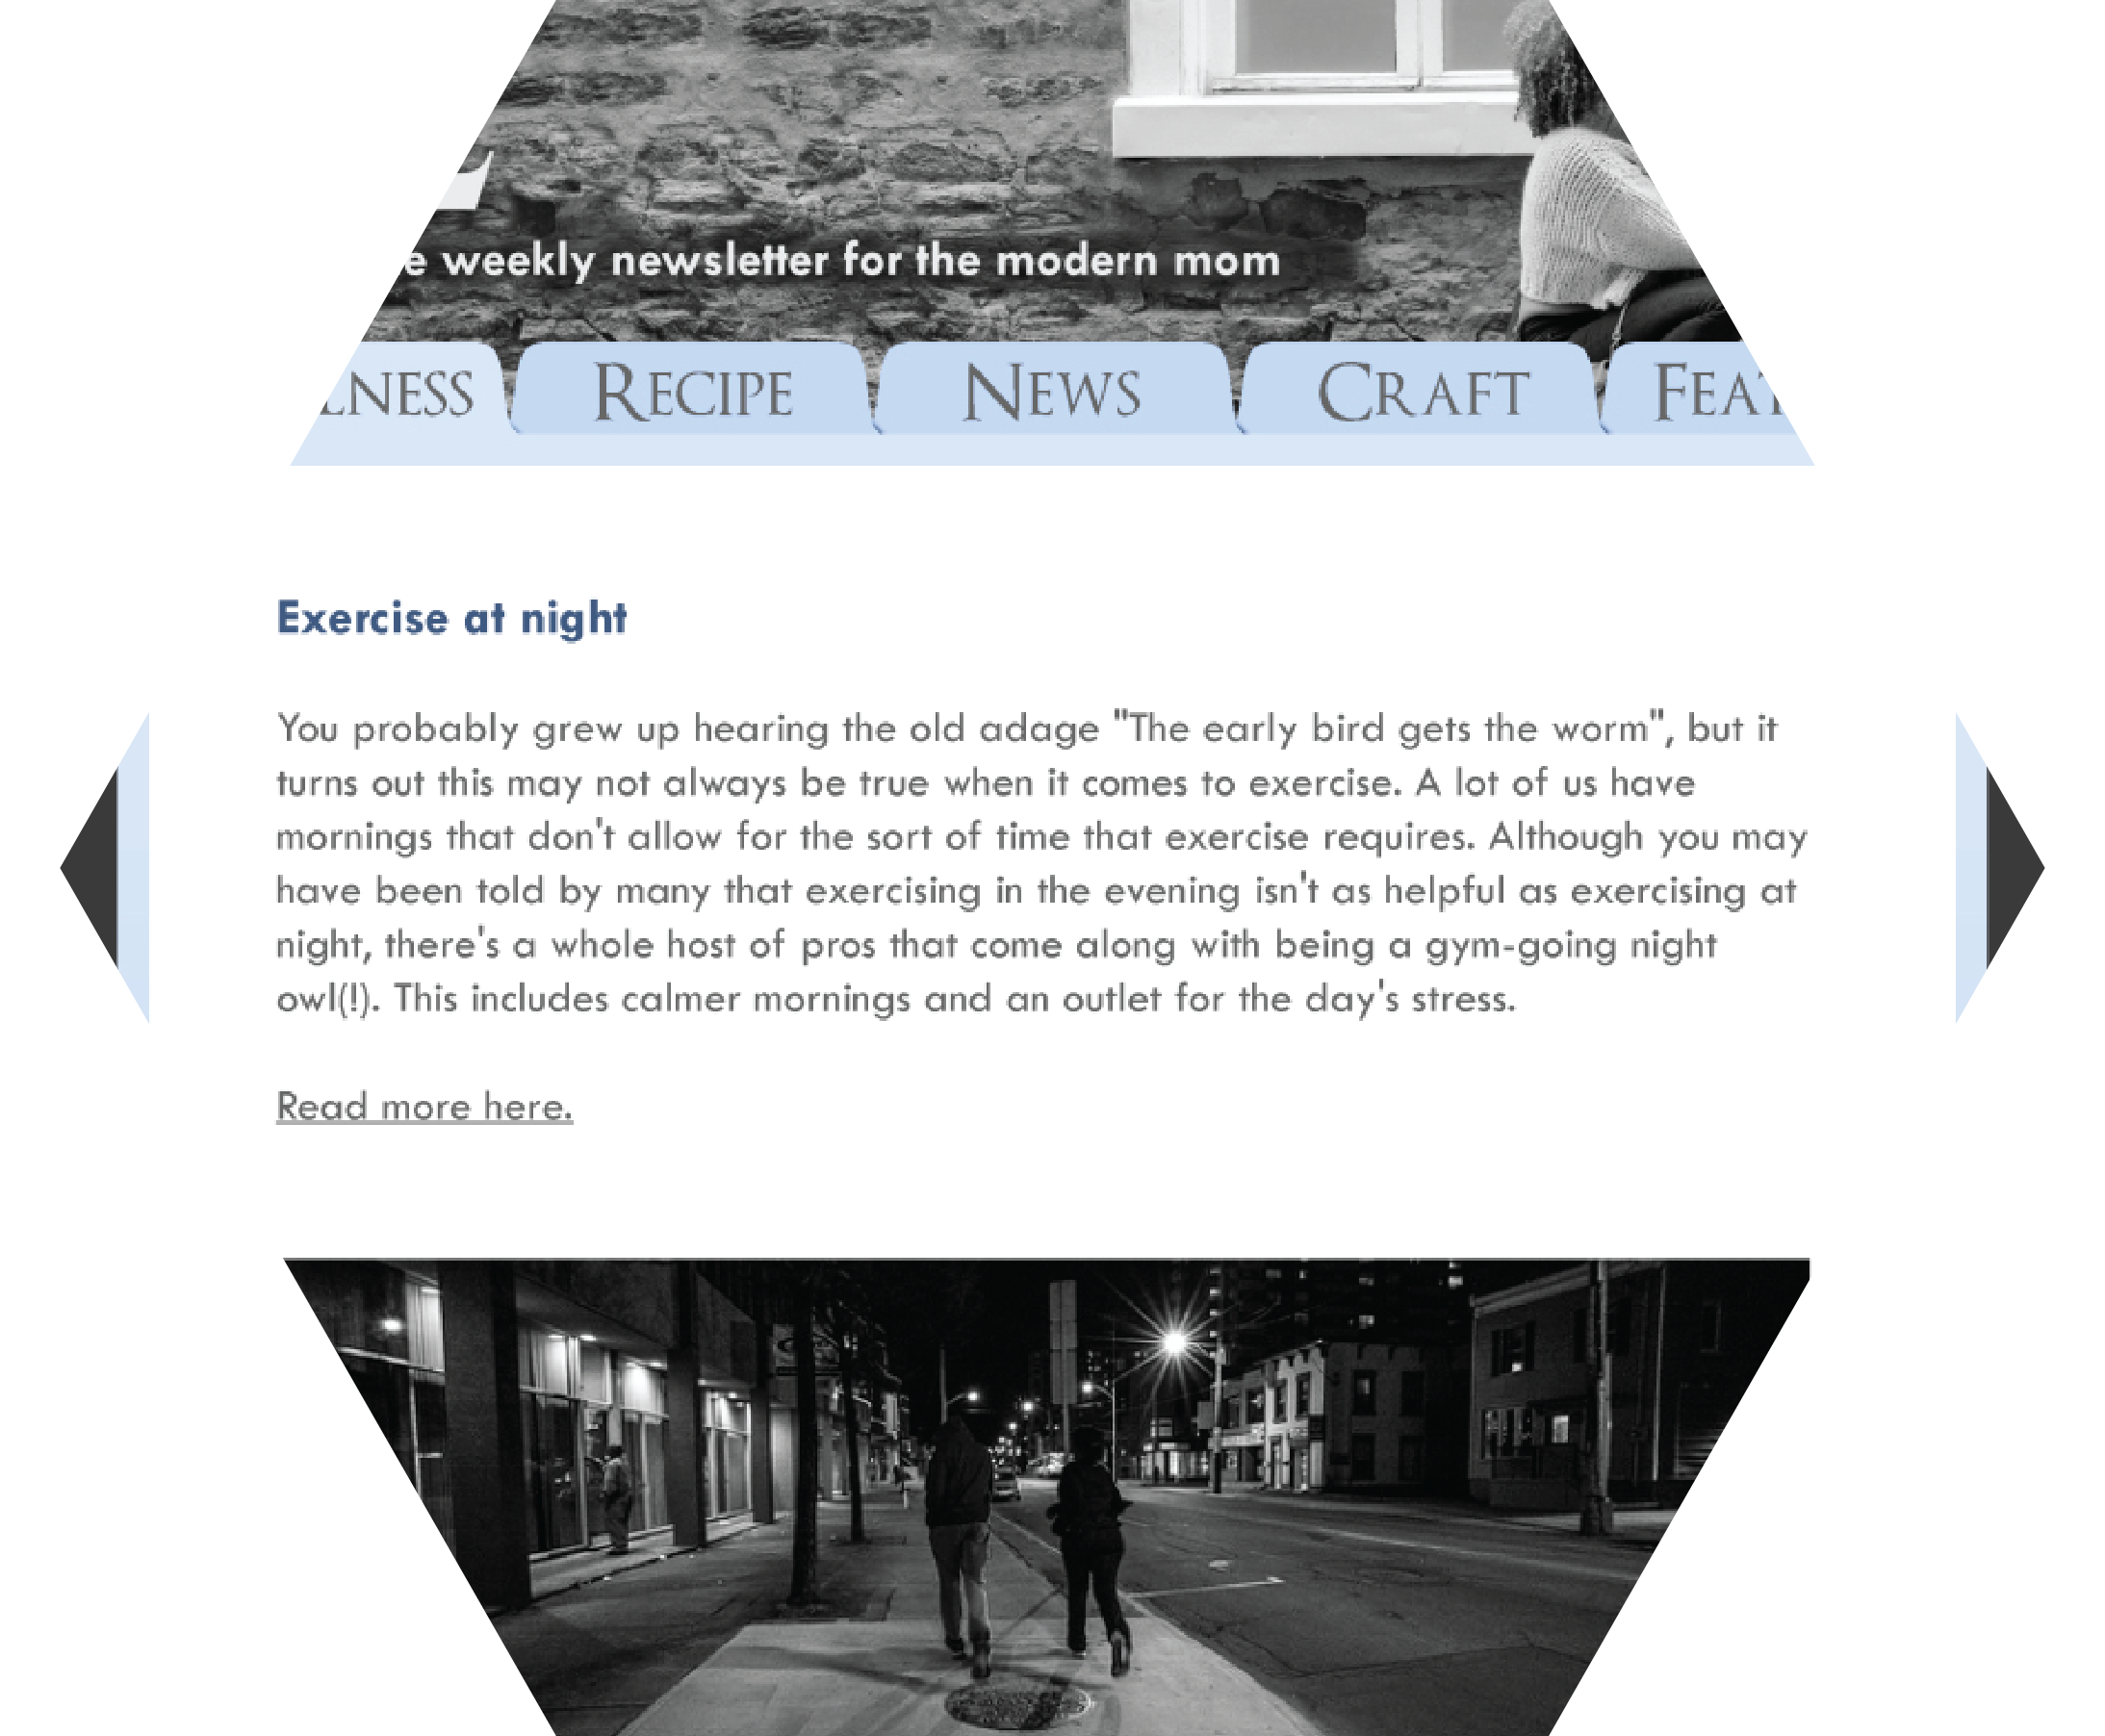 weekly newsletter for the modern mom
LNESS RECIPE NEWS CRAFT FEAT
Exercise at night
You probably grew up hearing the old adage "The early bird gets the worm", but it
turns out this may not always be true when it comes to exercise. A lot of us have
mornings that don't allow for the sort of time that exercise requires. Although you may
have been told by many that exercising in the evening isn't as helpful as exercising at
night, there's a whole host of pros that come along with being a gym-going night
owl(!). This includes calmer mornings and an outlet for the day's stress.
Read more here.